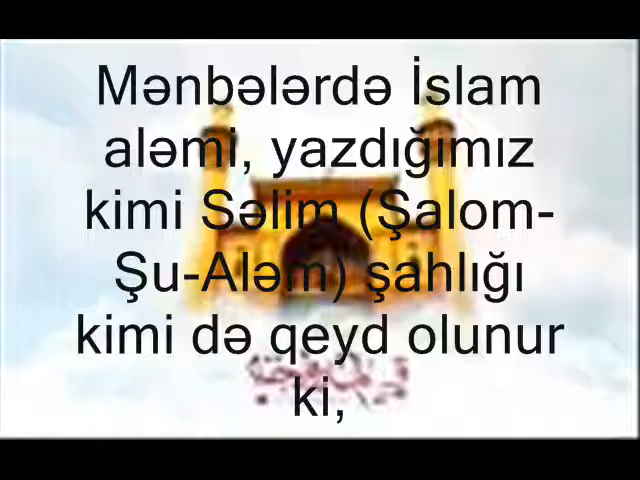 Mənbələrdə İslam
aləmi, yazdığımız
kimi Səlim (Şalom-
Şu-Aləm) şahlığı
kimi də qeyd olunur
ki,